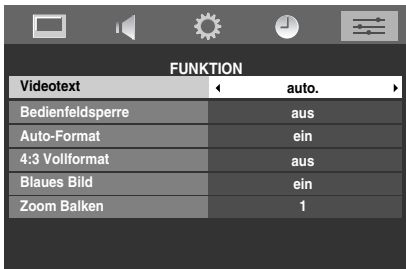 FUNKTION
Videotext auto.
Bedienfeldsperre aus
Auto-Format ein
4:3 Vollformat aus
Blaues Bild ein
Zoom Balken 1